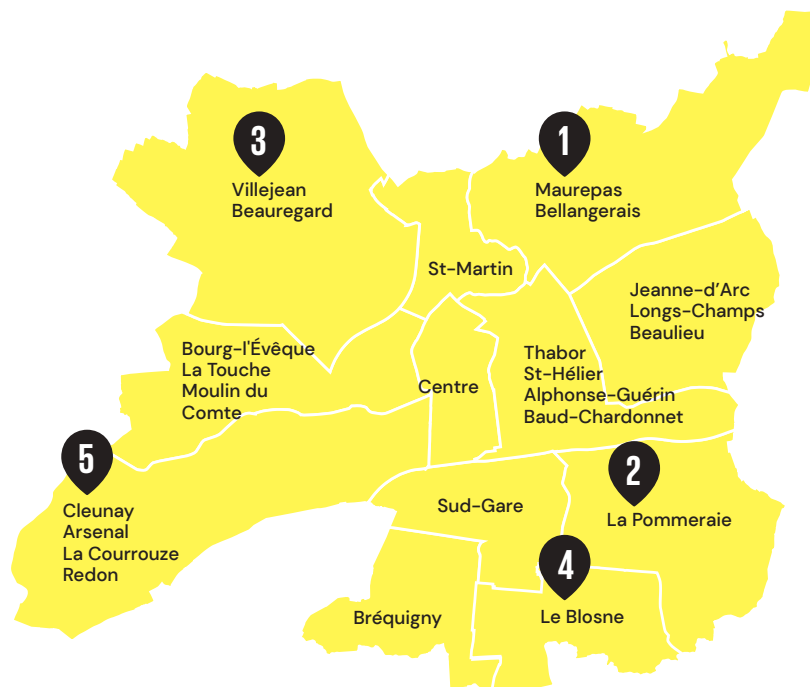 3
Villejean
Beauregard
1
Maurepas
Bellangerais
St-Martin
Jeanne-d’Arc
Longs-Champs
Beaulieu
Bourg-l'Évêque
La Touche
Moulin du
Comte
Centre
Thabor
St-Hélier
Alphonse-Guérin
Baud-Chardonnet
5
Cleunay
Arsenal
La Courrouze
Redon
Sud-Gare
2
La Pommeraie
4
Le Blosne
Bréquigny